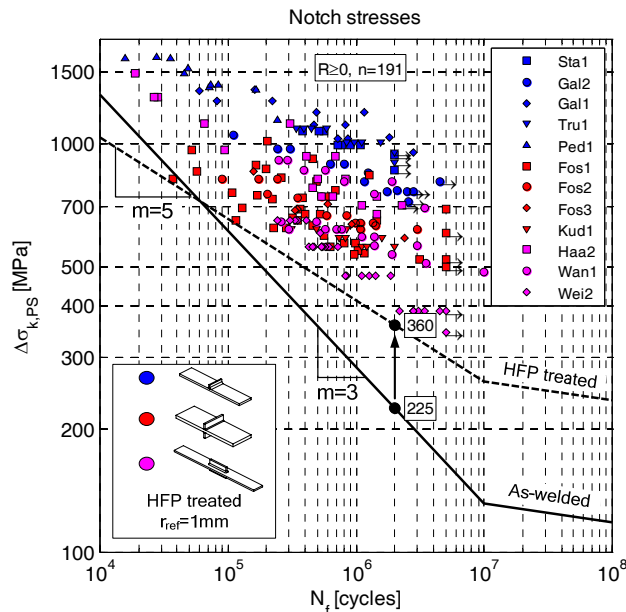 Notch stresses
Δσk,PS [MPa]
1500
1000
700
500
400
300
200
100
R≥0, n=191
Sta1
Gal2
Gal1
Tru1
Ped1
Fos1
Fos2
Fos3
Kud1
Haa2
Wan1
Wei2
m=5
m=3
360
225
HFP treated
As-welded
HFP treated
rref=1mm
10^4
10^5
10^6
10^7
10^8
Nf [cycles]